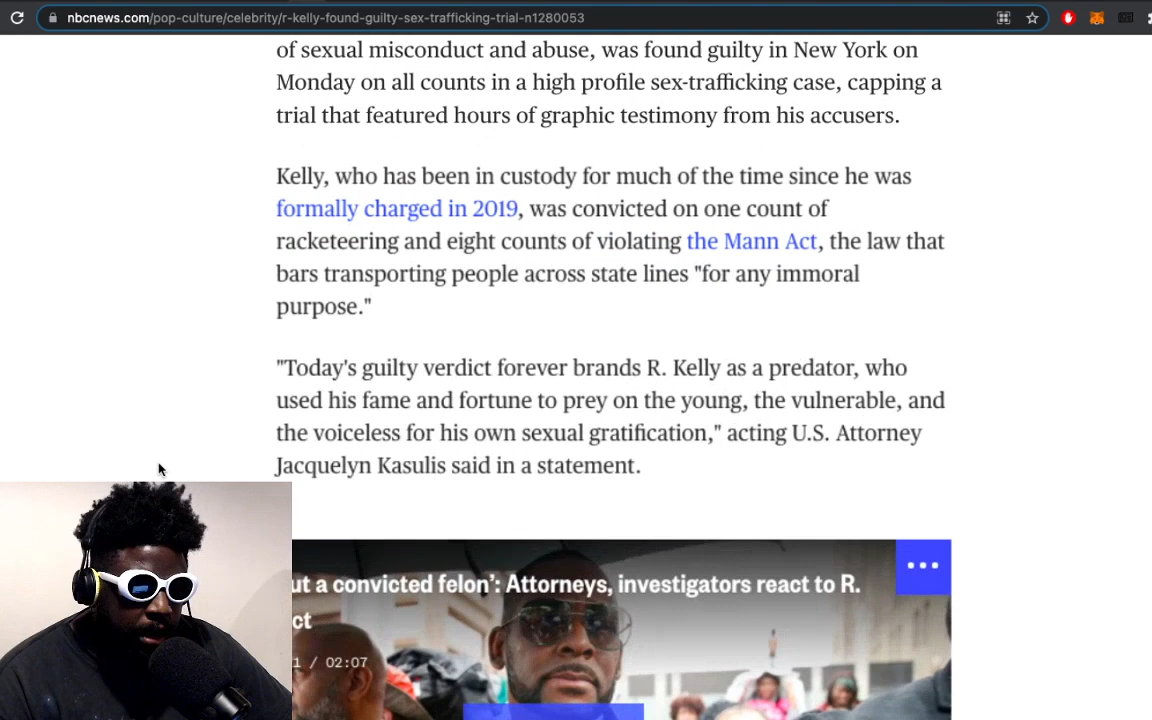 nbcnews.com/pop-culture/celebrity/r-kelly-found-guilty-sex-trafficking-trial-n1280053
of sexual misconduct and abuse, was found guilty in New York on
Monday on all counts in a high profile sex-trafficking case, capping a
trial that featured hours of graphic testimony from his accusers.
Kelly, who has been in custody for much of the time since he was
formally charged in 2019, was convicted on one count of
racketeering and eight counts of violating the Mann Act, the law that
bars transporting people across state lines "for any immoral
purpose."
"Today's guilty verdict forever brands R. Kelly as a predator, who
used his fame and fortune to prey on the young, the vulnerable, and
the voiceless for his own sexual gratification," acting U.S. Attorney
Jacquelyn Kasulis said in a statement.
ut a convicted felon’: Attorneys, investigators react to R.
ct
1 / 02:07